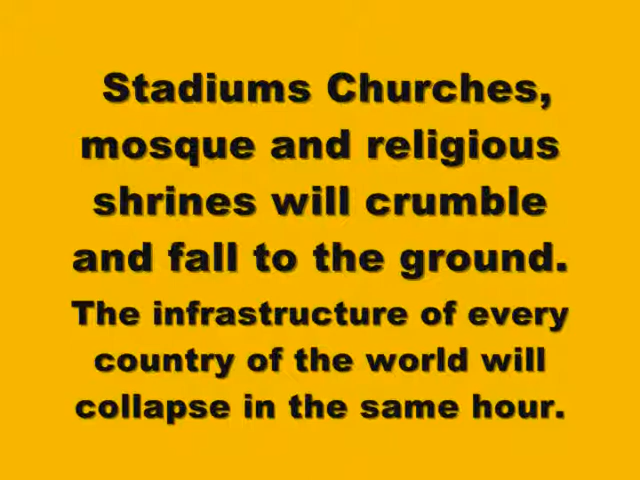 Stadiums Churches,
mosque and religious
shrines will crumble
and fall to the ground.
The infrastructure of every
country of the world will
collapse in the same hour.